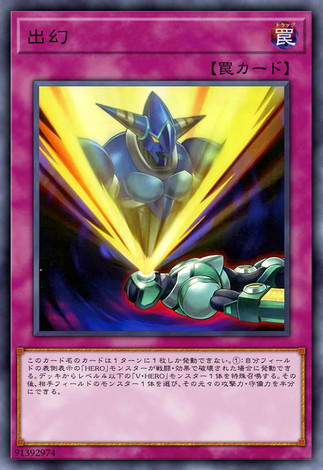 出幻
トラップ
罠
【罠カード】
このカード名のカードは1ターンに1枚しか発動できない。①:自分フィール
ドの表側表示の「HERO」モンスターが戦闘・効果で破壊された場合に発動でき
る。デッキからレベル4以下の「V・HERO」モンスター1体を特殊召喚する。その
後、相手フィールドのモンスター1体を選び、その元々の攻撃力・守備力を半分
にできる。
91392974